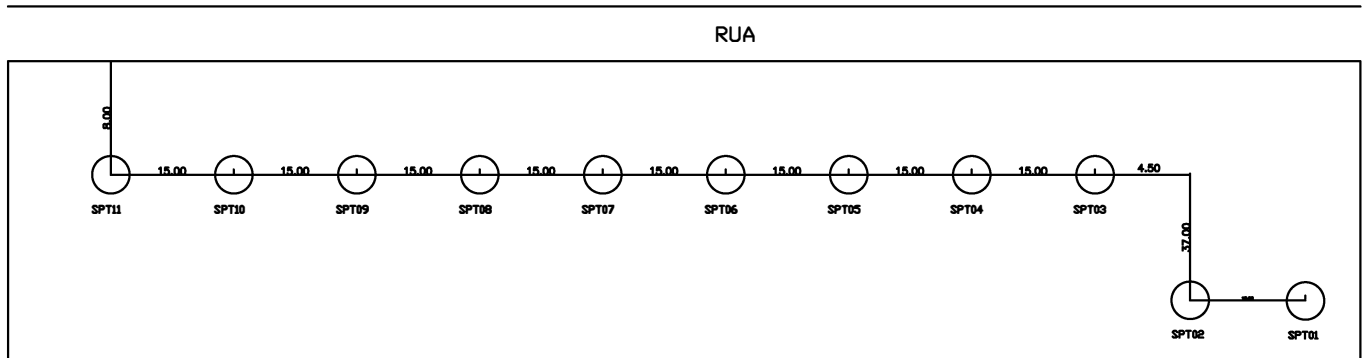 RUA
8.00
15.00 15.00 15.00 15.00 15.00 15.00 15.00 15.00 4.50
SPT11 SPT10 SPT09 SPT08 SPT07 SPT06 SPT05 SPT04 SPT03
37.00
SPT02 SPT01